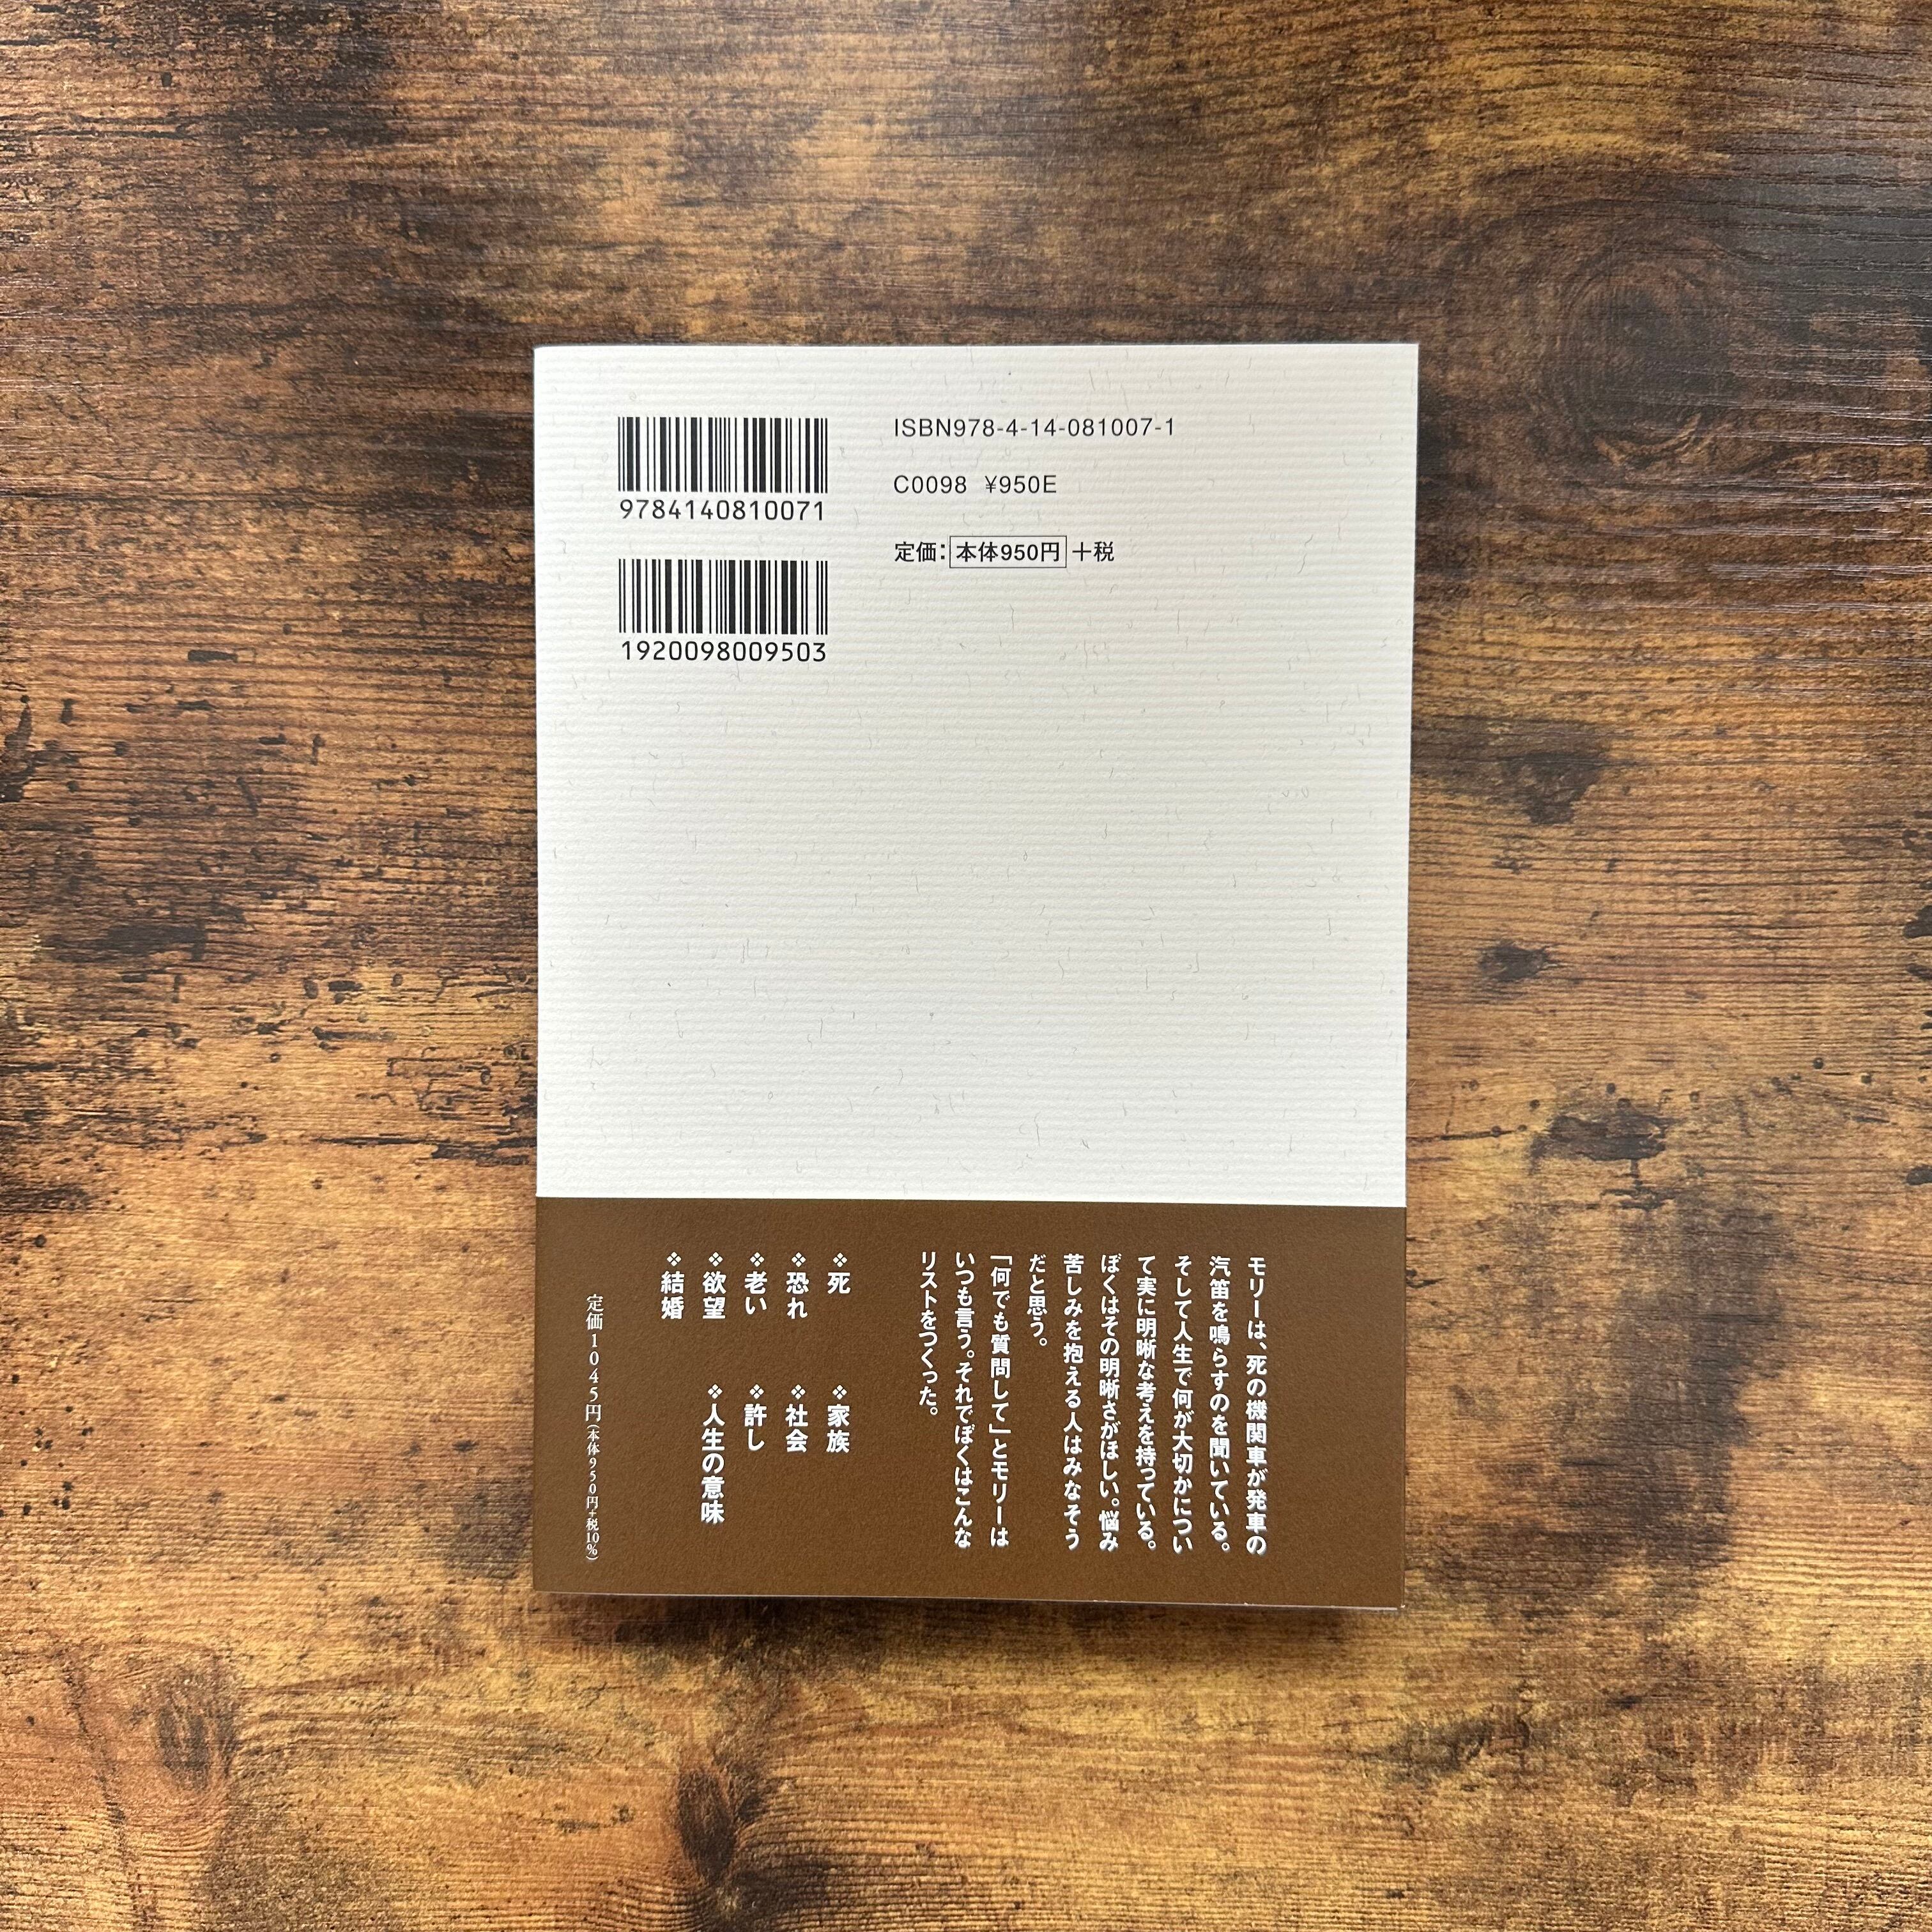 9784140810071
1920098009503
ISBN978-4-14-081007-1
C0098 ¥950E
定価：本体950円＋税
モリーは、死の機関車が発車の
汽笛を鳴らすのを聞いている。
そして人生で何が大切かについ
て実に明晰な考えを持っている。
ぼくはその明晰さがほしい。悩み
苦しみを抱える人はみなそう
だと思う。
「何でも質問して」とモリーは
いつも言う。それでぼくはこんな
リストをつくった。
❖死
❖恐れ
❖老い
❖欲望
❖結婚
❖家族
❖社会
❖許し
❖人生の意味
定価1045円（本体950円+税10%）